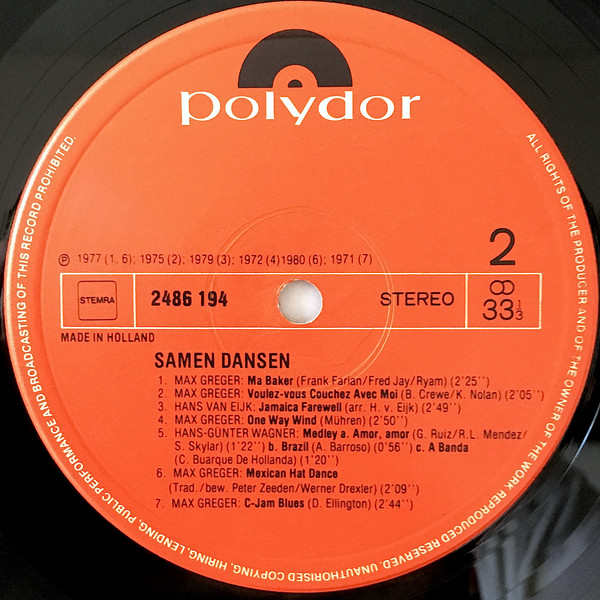 polydor
ALL RIGHTS OF THE PRODUCER AND OF THE OWNER OF THE WORK REPRODUCED RESERVED. UNAUTHORISED COPYING, HIRING, LENDING, PUBLIC PERFORMANCE AND BROADCASTING OF THIS RECORD PROHIBITED.
2
℗ 1977 (1, 6); 1975 (2); 1979 (3); 1972 (4)1980 (6); 1971 (7)
STEMRA 2486 194 STEREO 33 1/3
MADE IN HOLLAND
SAMEN DANSEN
1. MAX GREGER: Ma Baker (Frank Farian/Fred Jay/Ryam) (2'25'')
2. MAX GREGER: Voulez-vous Couchez Avec Moi (B. Crewe/K. Nolan) (2'05'')
3. HANS VAN EIJK: Jamaica Farewell (arr. H. v. Eijk) (2'49'')
4. MAX GREGER: One Way Wind (Mühren) (2'50'')
5. HANS-GÜNTER WAGNER: Medley a. Amor, amor (G. Ruiz/R.L. Mendez/
S. Skylar) (1'22'') b. Brazil (A. Barroso) (0'56'') c. A Banda
(C. Buarque De Hollanda) (1'20'')
6. MAX GREGER: Mexican Hat Dance
(Trad./bew. Peter Zeeden/Werner Drexler) (2'09'')
7. MAX GREGER: C-Jam Blues (D. Ellington) (2'44'')